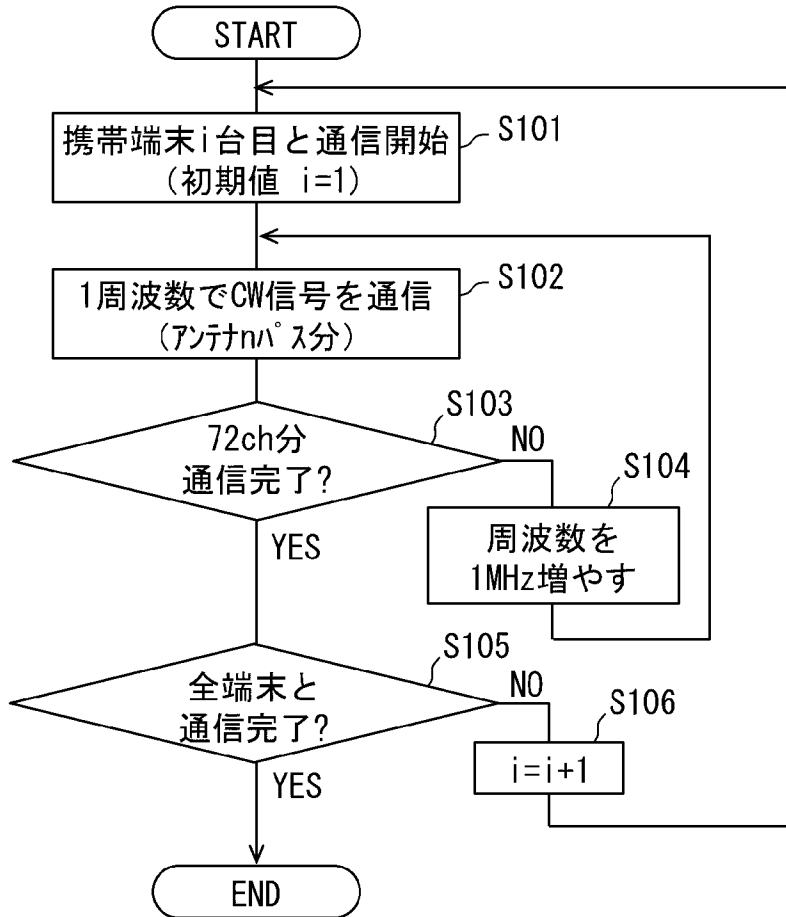 START
携帯端末i台目と通信開始
(初期値 i=1)
S101
1周波数でCW信号を通信
(アンテナnパス分)
S102
72ch分
通信完了?
S103
NO
YES
周波数を
1MHz増やす
S104
全端末と
通信完了?
S105
NO
YES
i=i+1
S106
END